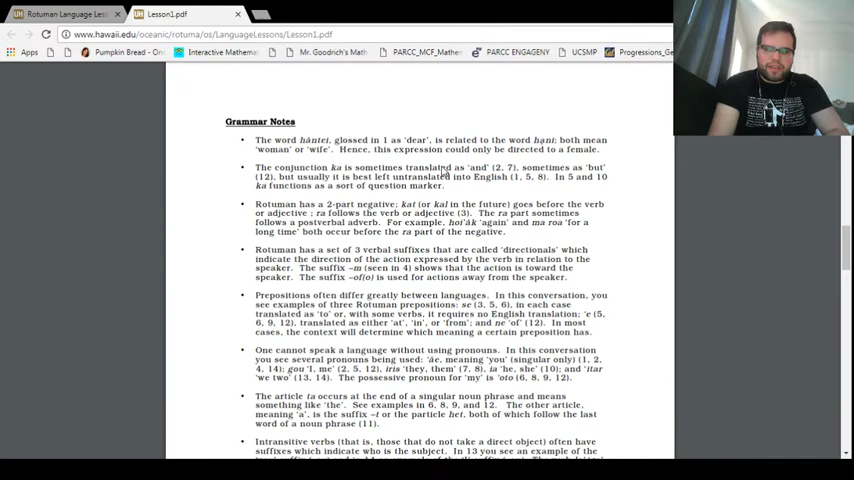 Rotuman Language Less
Lesson1.pdf
www.hawaii.edu/oceanic/rotuma/os/LanguageLessons/Lesson1.pdf
Apps
Pumpkin Bread - On
Interactive Mathema
Mr. Goodrich's Math
PARCC_MCF_Mathe
PARCC ENGAGENY
UCSMP
Progressions_Ge
Grammar Notes
• The word hȧntei, glossed in 1 as 'dear', is related to the word hạni; both mean
'woman' or 'wife'. Hence, this expression could only be directed to a female.
• The conjunction ka is sometimes translated as 'and' (2, 7), sometimes as 'but'
(12), but usually it is best left untranslated into English (1, 5, 8). In 5 and 10
ka functions as a sort of question marker.
• Rotuman has a 2-part negative; kat (or kal in the future) goes before the verb
or adjective ; ra follows the verb or adjective (3). The ra part sometimes
follows a postverbal adverb. For example, hoi'ȧk 'again' and ma roa 'for a
long time' both occur before the ra part of the negative.
• Rotuman has a set of 3 verbal suffixes that are called 'directionals' which
indicate the direction of the action expressed by the verb in relation to the
speaker. The suffix –m (seen in 4) shows that the action is toward the
speaker. The suffix –of(o) is used for actions away from the speaker.
• Prepositions often differ greatly between languages. In this conversation, you
see examples of three Rotuman prepositions: se (3, 5, 6), in each case
translated as 'to' or, with some verbs, it requires no English translation; 'e (5,
6, 9, 12), translated as either 'at', 'in', or 'from'; and ne 'of' (12). In most
cases, the context will determine which meaning a certain preposition has.
• One cannot speak a language without using pronouns. In this conversation
you see several pronouns being used: 'ȧe, meaning 'you' (singular only) (1, 2,
4, 14); gou 'I, me' (2, 5, 12), iris 'they, them' (7, 8), ia 'he, she' (10); and 'itar
'we two' (13, 14). The possessive pronoun for 'my' is 'oto (6, 8, 9, 12).
• The article ta occurs at the end of a singular noun phrase and means
something like 'the'. See examples in 6, 8, 9, and 12. The other article,
meaning 'a', is the suffix –t or the particle het, both of which follow the last
word of a noun phrase (11).
• Intransitive verbs (that is, those that do not take a direct object) often have
suffixes which indicate who is the subject. In 13 you see an example of the